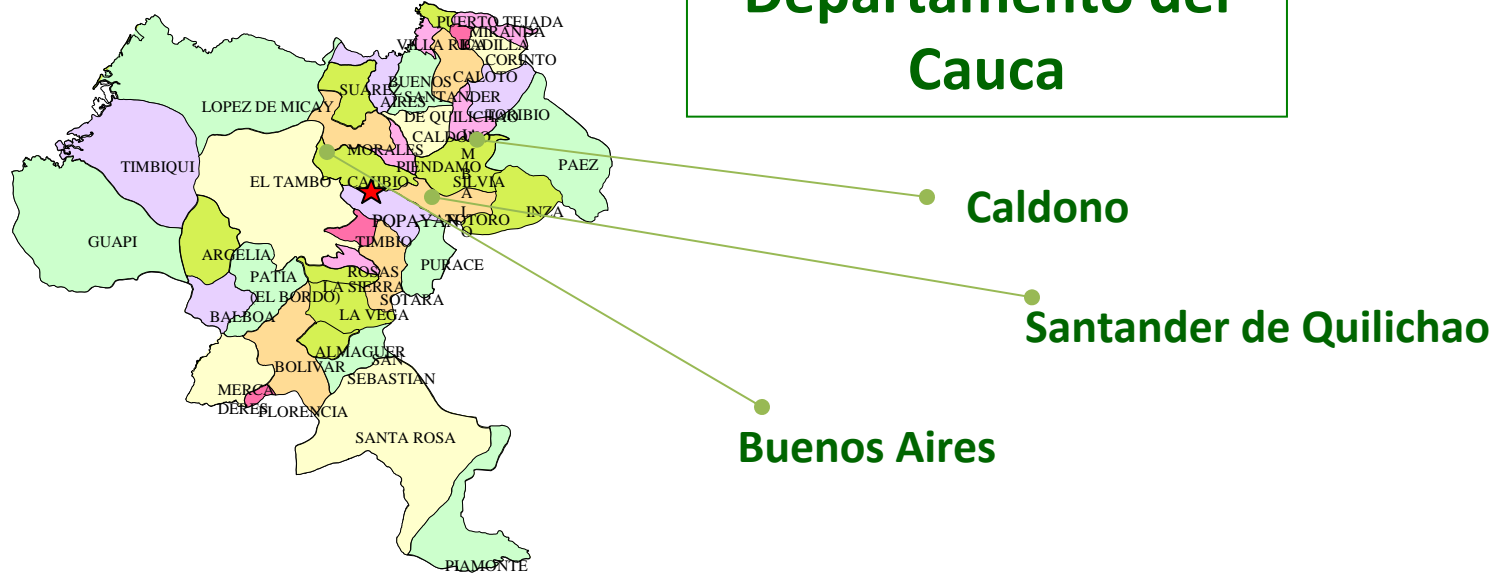 Departamento del
Cauca
PUERTO TEJADA
MIRANDA
VILLA RICA
PADILLA
CORINTO
BUENOS
AIRES
CALOTO
SUAREZ
SANTANDER
DE QUILICHAO
TORIBIO
LOPEZ DE MICAY
CALDONO
JAMBALO
MORALES
PIENDAMO
PAEZ
TIMBIQUI
EL TAMBO
CAJIBIO
SILVIA
INZA
POPAYAN
TOTORO
GUAPI
TIMBIO
ARGELIA
PURACE
PATIA
(EL BORDO)
ROSAS
LA SIERRA
SOTARA
BALBOA
LA VEGA
ALMAGUER
SAN
SEBASTIAN
BOLIVAR
MERCA
DERES
FLORENCIA
SANTA ROSA
PIAMONTE
Caldono
Santander de Quilichao
Buenos Aires